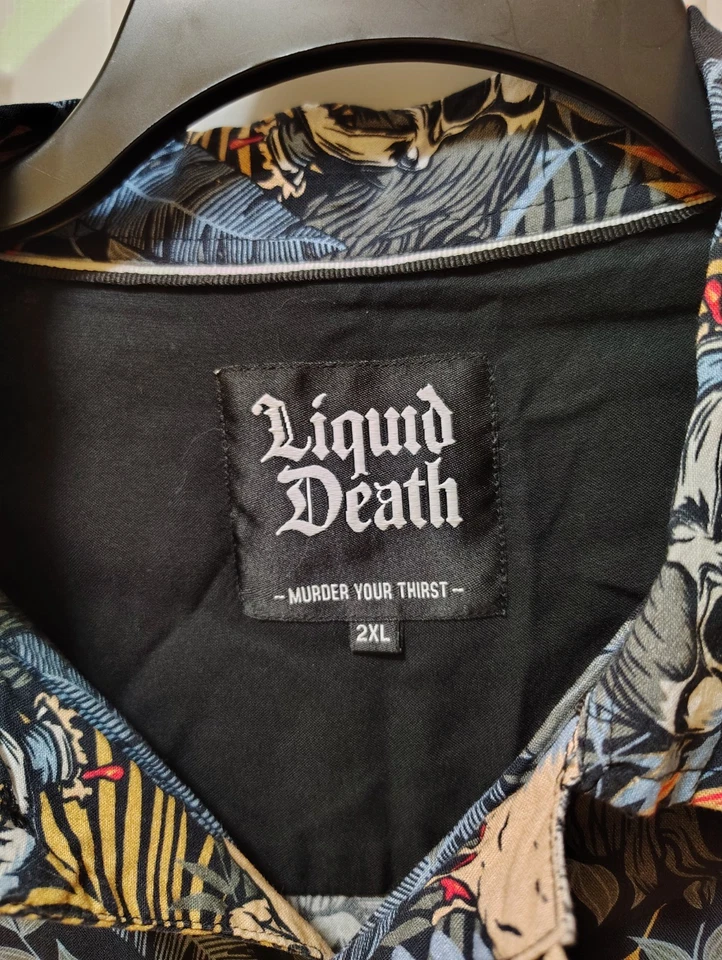 Liquid
Death
- MURDER YOUR THIRST -
2XL